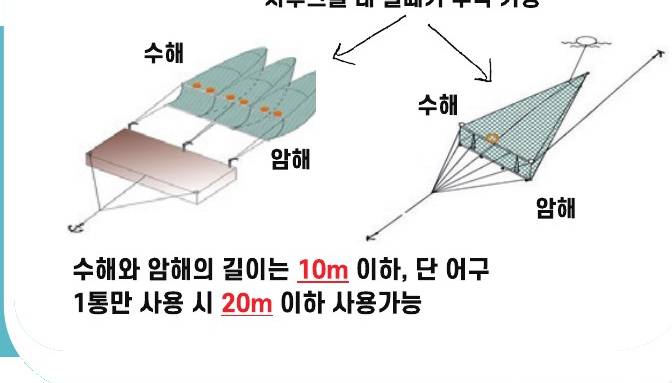 수해
암해
수해
암해
수해와 암해의 길이는 10m 이하, 단 어구
1통만 사용 시 20m 이하 사용가능